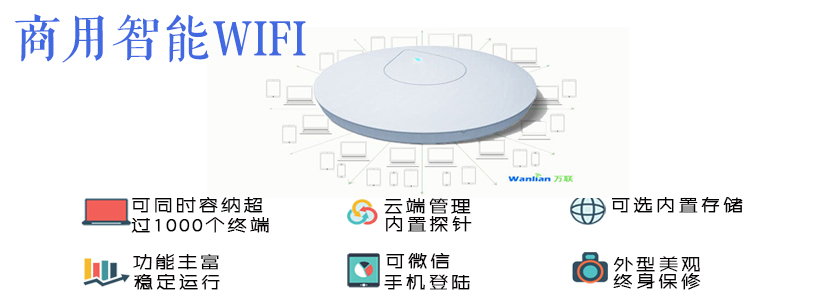 商用智能WIFI
Wanlian 万联
可同时容纳超
过1000个终端
云端管理
内置探针
可选内置存储
功能丰富
稳定运行
可微信
手机登陆
外型美观
终身保修